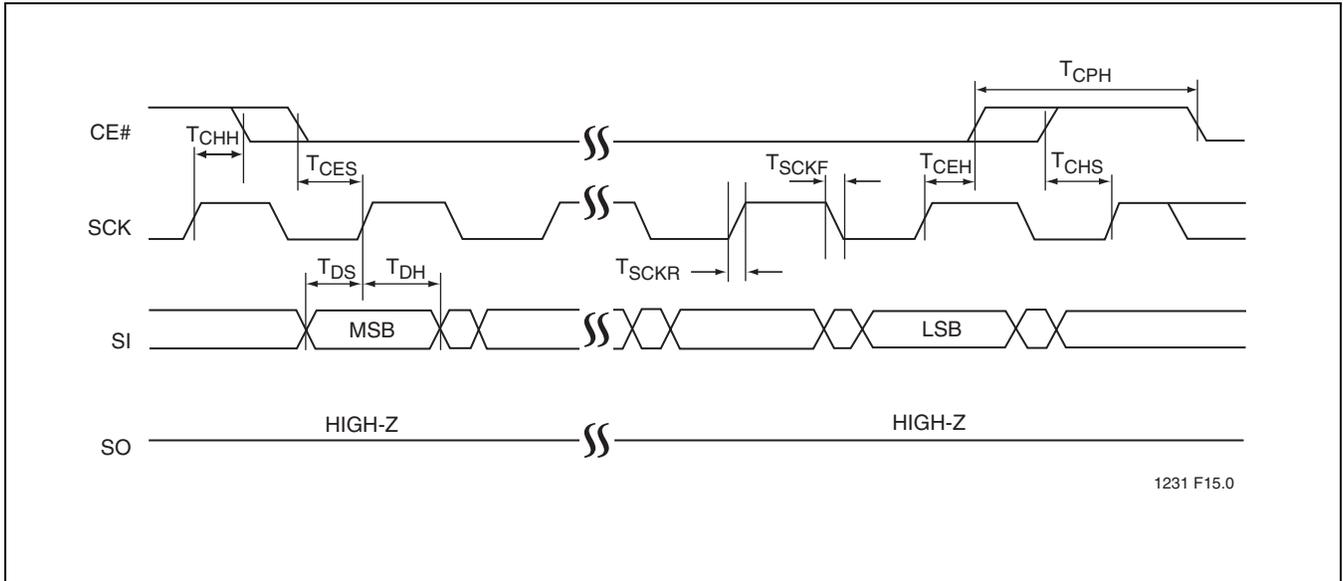 TCPH
CE#
TCHH
TCES
TSCKF
TCEH
TCHS
SCK
TDS
TDH
TSCKR
SI
MSB
LSB
SO
HIGH-Z
HIGH-Z
1231 F15.0